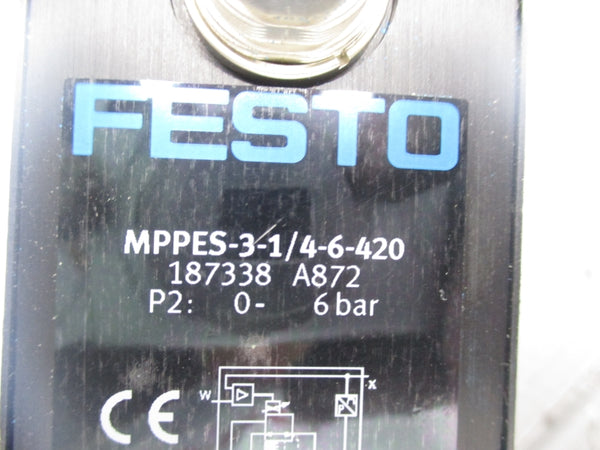 FESTO
MPPES-3-1/4-6-420
187338 A872
P2: 0- 6 bar
W
X
CE